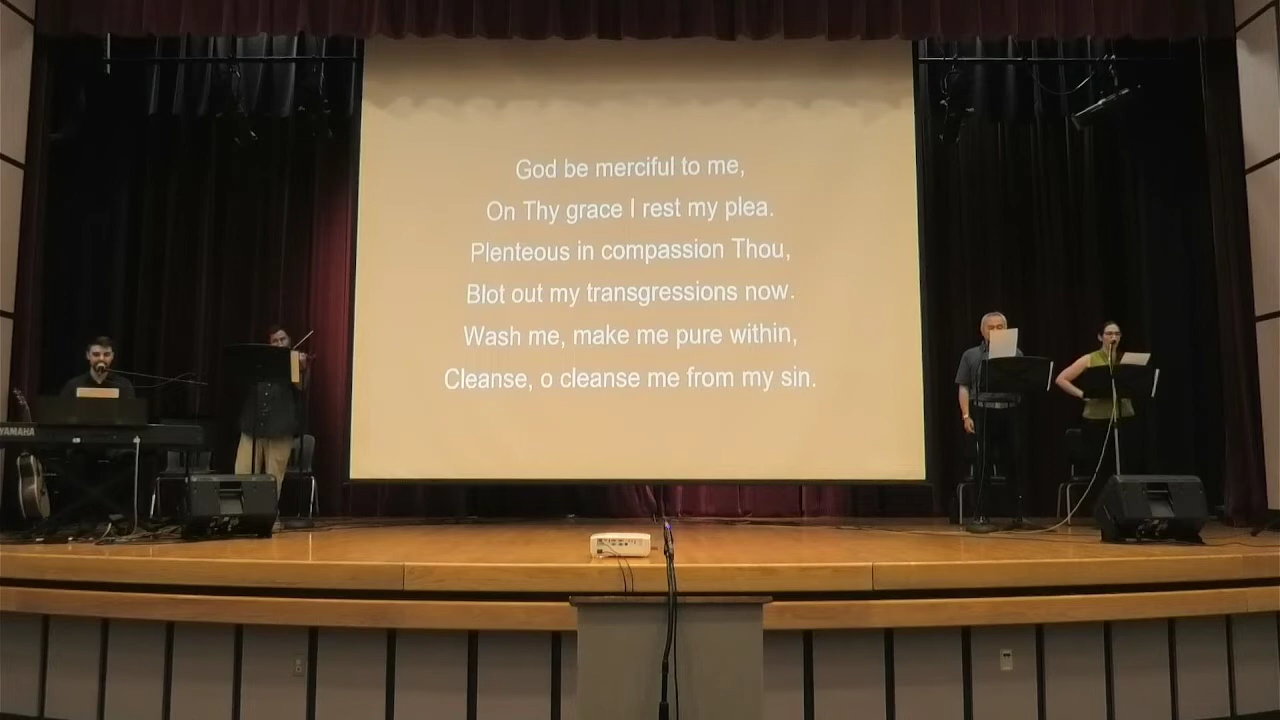 God be merciful to me,
On Thy grace I rest my plea.
Plenteous in compassion Thou,
Blot out my transgressions now.
Wash me, make me pure within,
Cleanse, o cleanse me from my sin.
YAMAHA